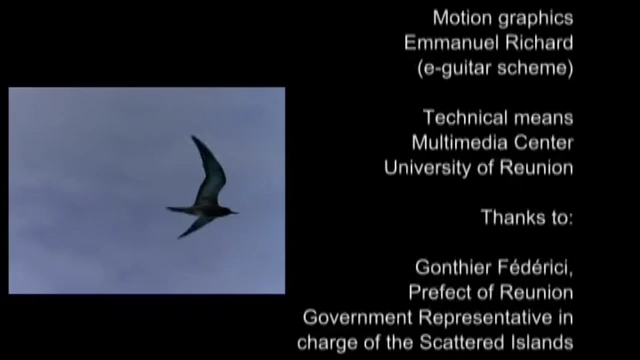 Motion graphics
Emmanuel Richard
(e-guitar scheme)
Technical means
Multimedia Center
University of Reunion
Thanks to:
Gonthier Fédérici,
Prefect of Reunion
Government Representative in
charge of the Scattered Islands